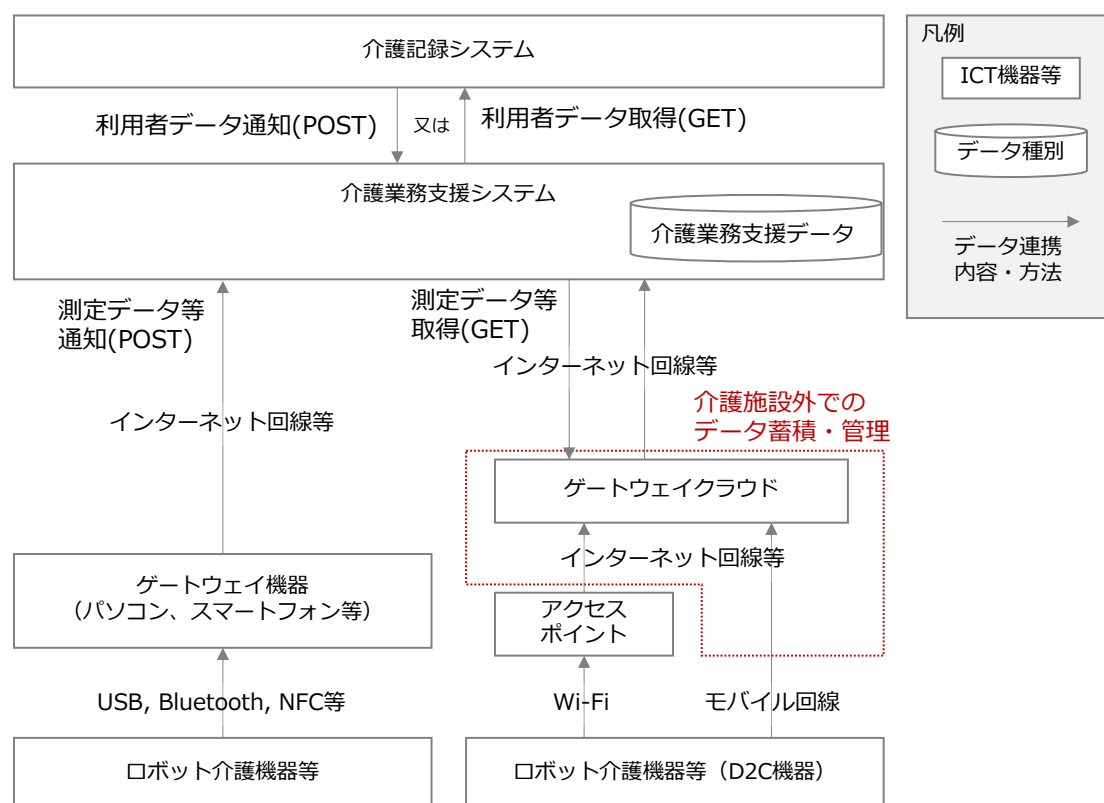 介護記録システム
利用者データ通知(POST)
又は
利用者データ取得(GET)
介護業務支援システム
介護業務支援データ
測定データ等
通知(POST)
測定データ等
取得(GET)
インターネット回線等
インターネット回線等
介護施設外での
データ蓄積・管理
ゲートウェイクラウド
インターネット回線等
ゲートウェイ機器
（パソコン、スマートフォン等）
アクセス
ポイント
USB, Bluetooth, NFC等
Wi-Fi
モバイル回線
ロボット介護機器等
ロボット介護機器等（D2C機器）
凡例
ICT機器等
データ種別
データ連携
内容・方法